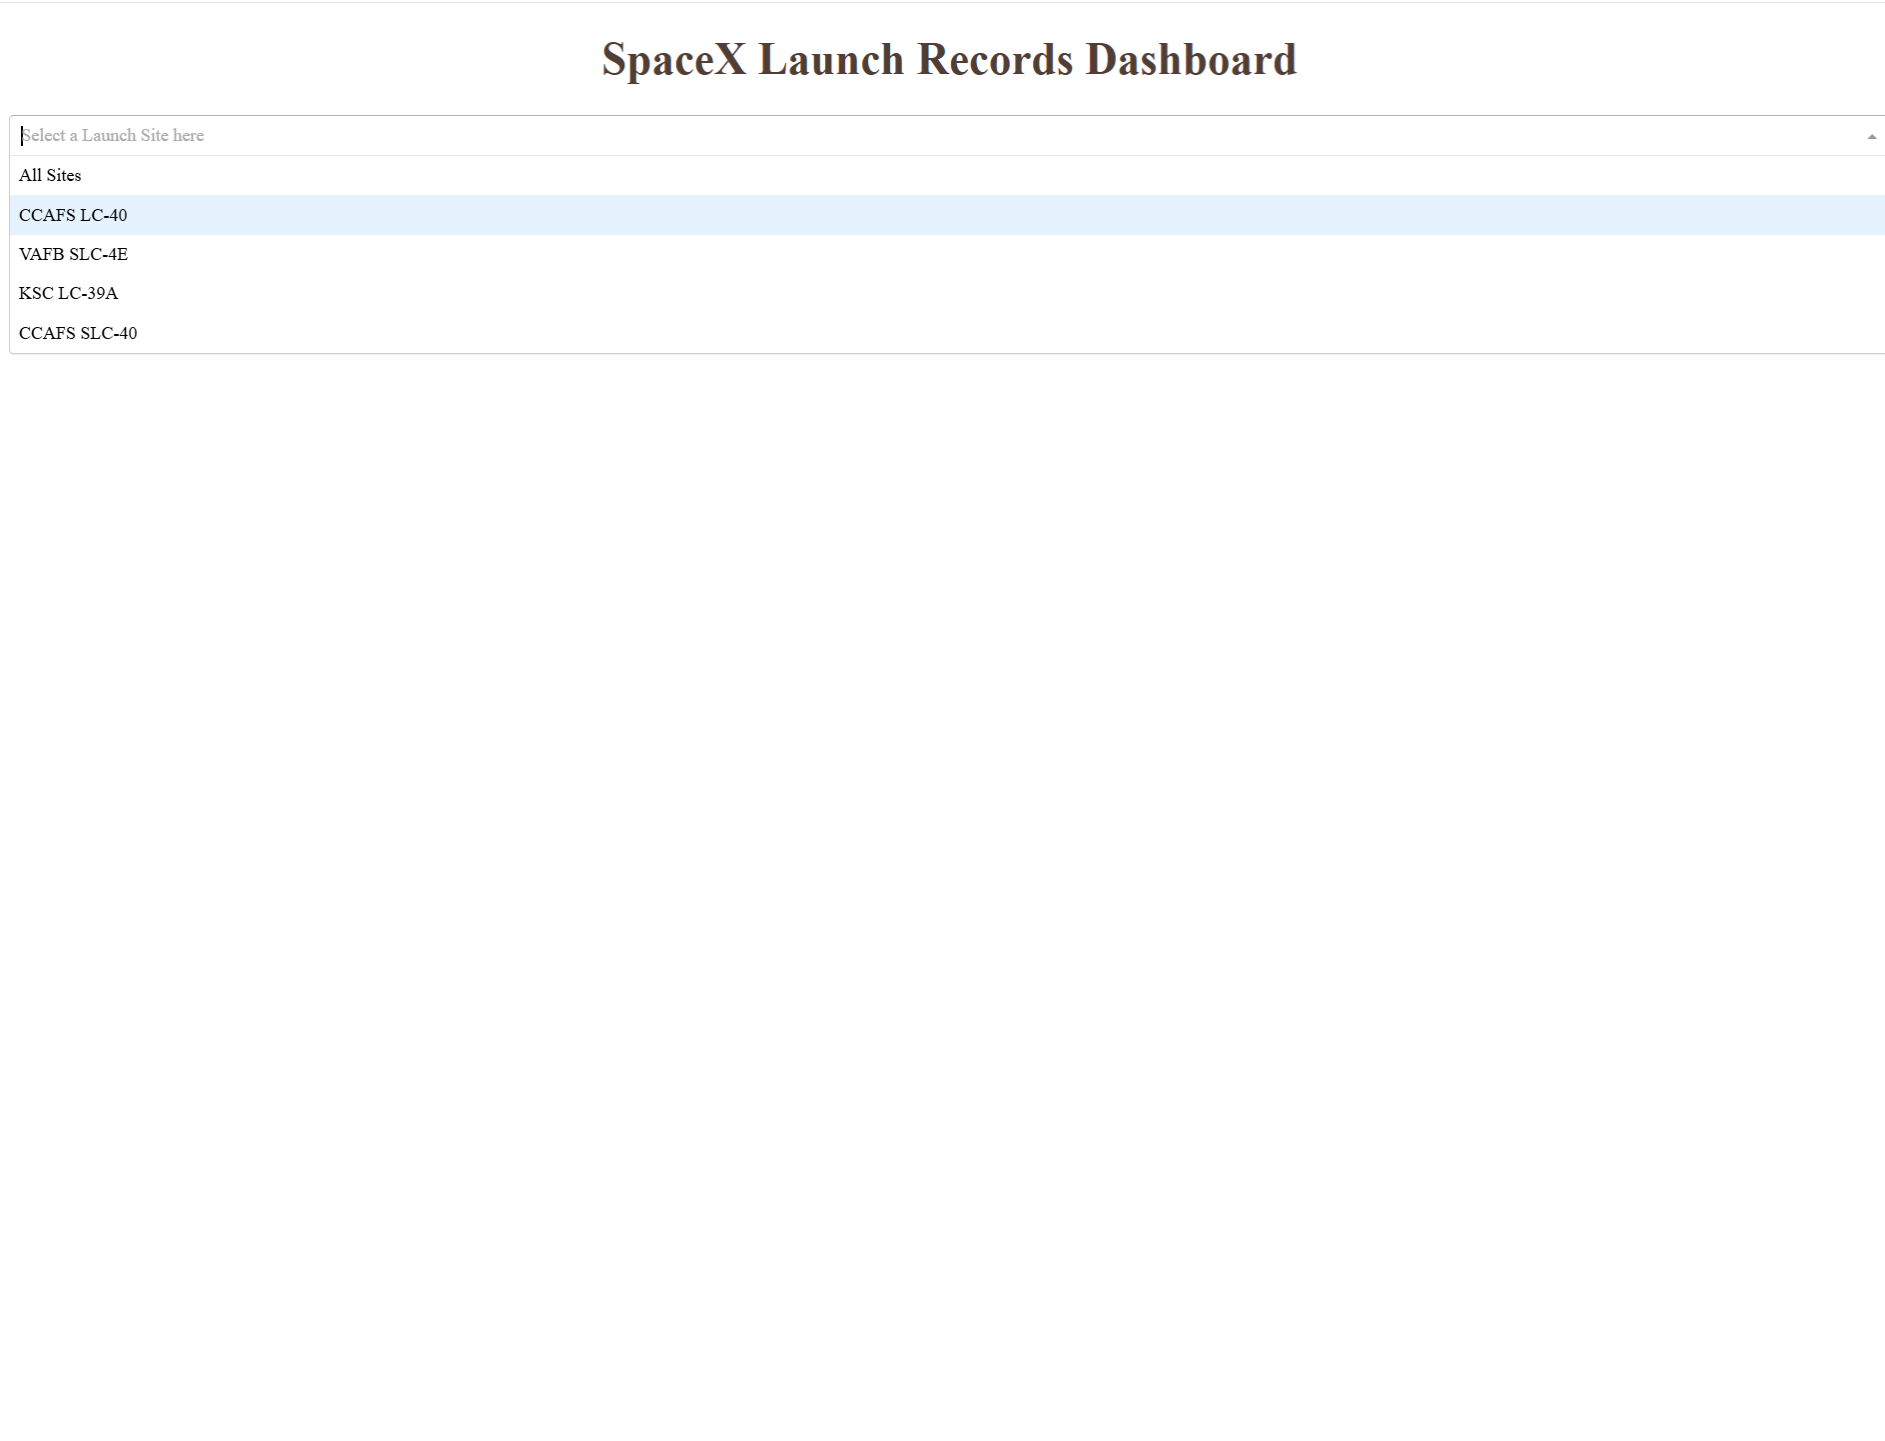 SpaceX Launch Records Dashboard
Select a Launch Site here
All Sites
CCAFS LC-40
VAFB SLC-4E
KSC LC-39A
CCAFS SLC-40